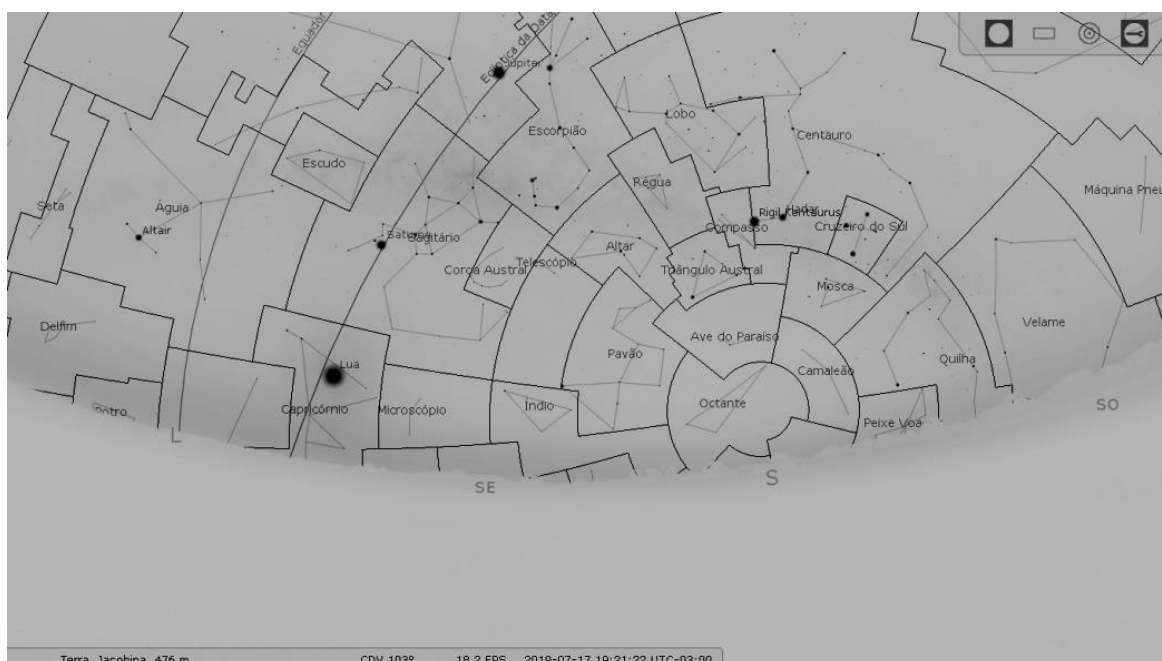 Equador
Eclíptica da Data
Júpiter
Escorpião
Lobo
Centauro
Escudo
Régua
Máquina Pneu
Seta
Águia
Altair
Saturno
Sagitário
Coroa Austral
Telescópio
Altar
Compasso
Rigil Kentaurus
Hadar
Cruzeiro do Sul
Triângulo Austral
Mosca
Delfim
Velame
Ave do Paraíso
Pavão
Quilha
Lua
Camaleão
Potro
Capricórnio
Microscópio
Índio
Octante
Peixe Voa
L
SE
S
SO
Terra, Jacobina, 476 m
CDV 103°
18.2 FPS
2019-07-17 19:21:22 UTC-03:00